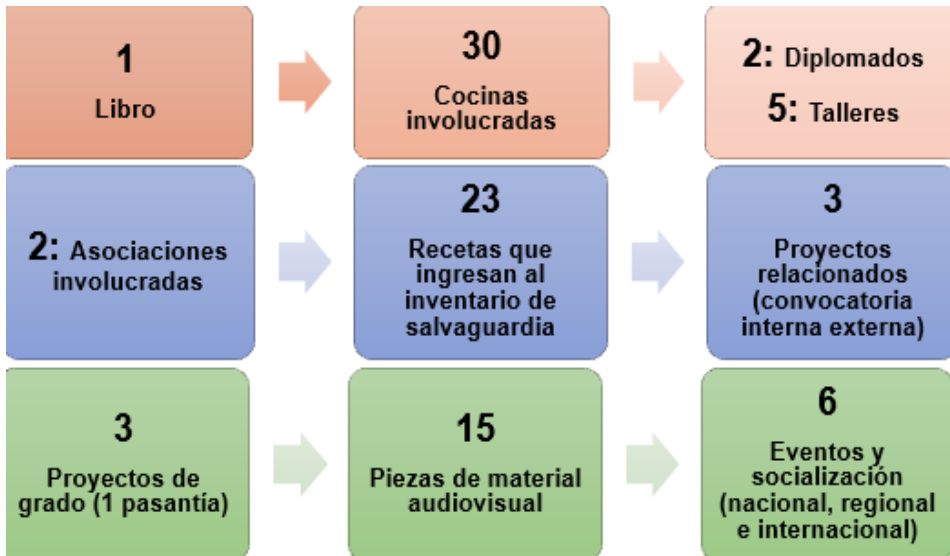 1
Libro
30
Cocinas
involucradas
2: Diplomados
5: Talleres
2: Asociaciones
involucradas
23
Recetas que
ingresan al
inventario de
salvaguardia
3
Proyectos
relacionados
(convocatoria
interna externa)
3
Proyectos de
grado (1 pasantía)
15
Piezas de material
audiovisual
6
Eventos y
socialización
(nacional, regional
e internacional)